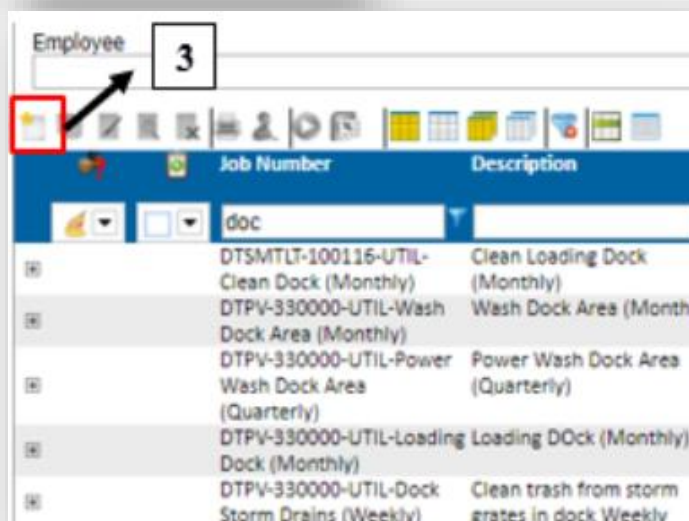 Employee
3
Job Number Description
doc
DTSMTLT-100116-UTIL- Clean Loading Dock
Clean Dock (Monthly) (Monthly)
DTPV-330000-UTIL-Wash Wash Dock Area (Month
Dock Area (Monthly)
DTPV-330000-UTIL-Power Power Wash Dock Area
Wash Dock Area (Quarterly)
(Quarterly)
DTPV-330000-UTIL-Loading Loading DOck (Monthly)
Dock (Monthly)
DTPV-330000-UTIL-Dock Clean trash from storm
Storm Drains (Weekly) grates in dock Weekly